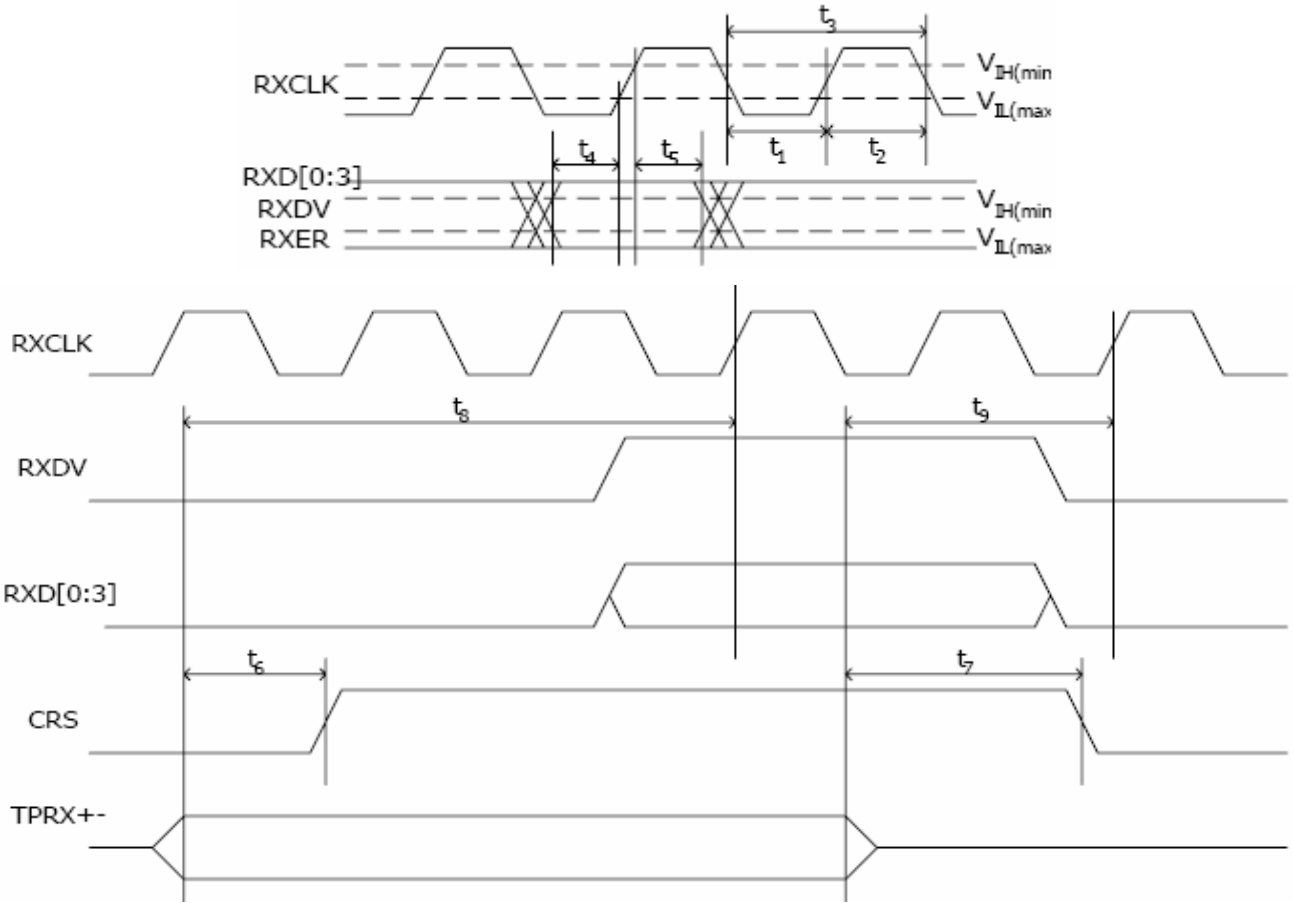 t3
RXCLK
VIH(min
VIL(max
t1
t2
t4
t5
RXD[0:3]
RXDV
RXER
VIH(min
VIL(max
RXCLK
t8
t9
RXDV
RXD[0:3]
t6
t7
CRS
TPRX+-